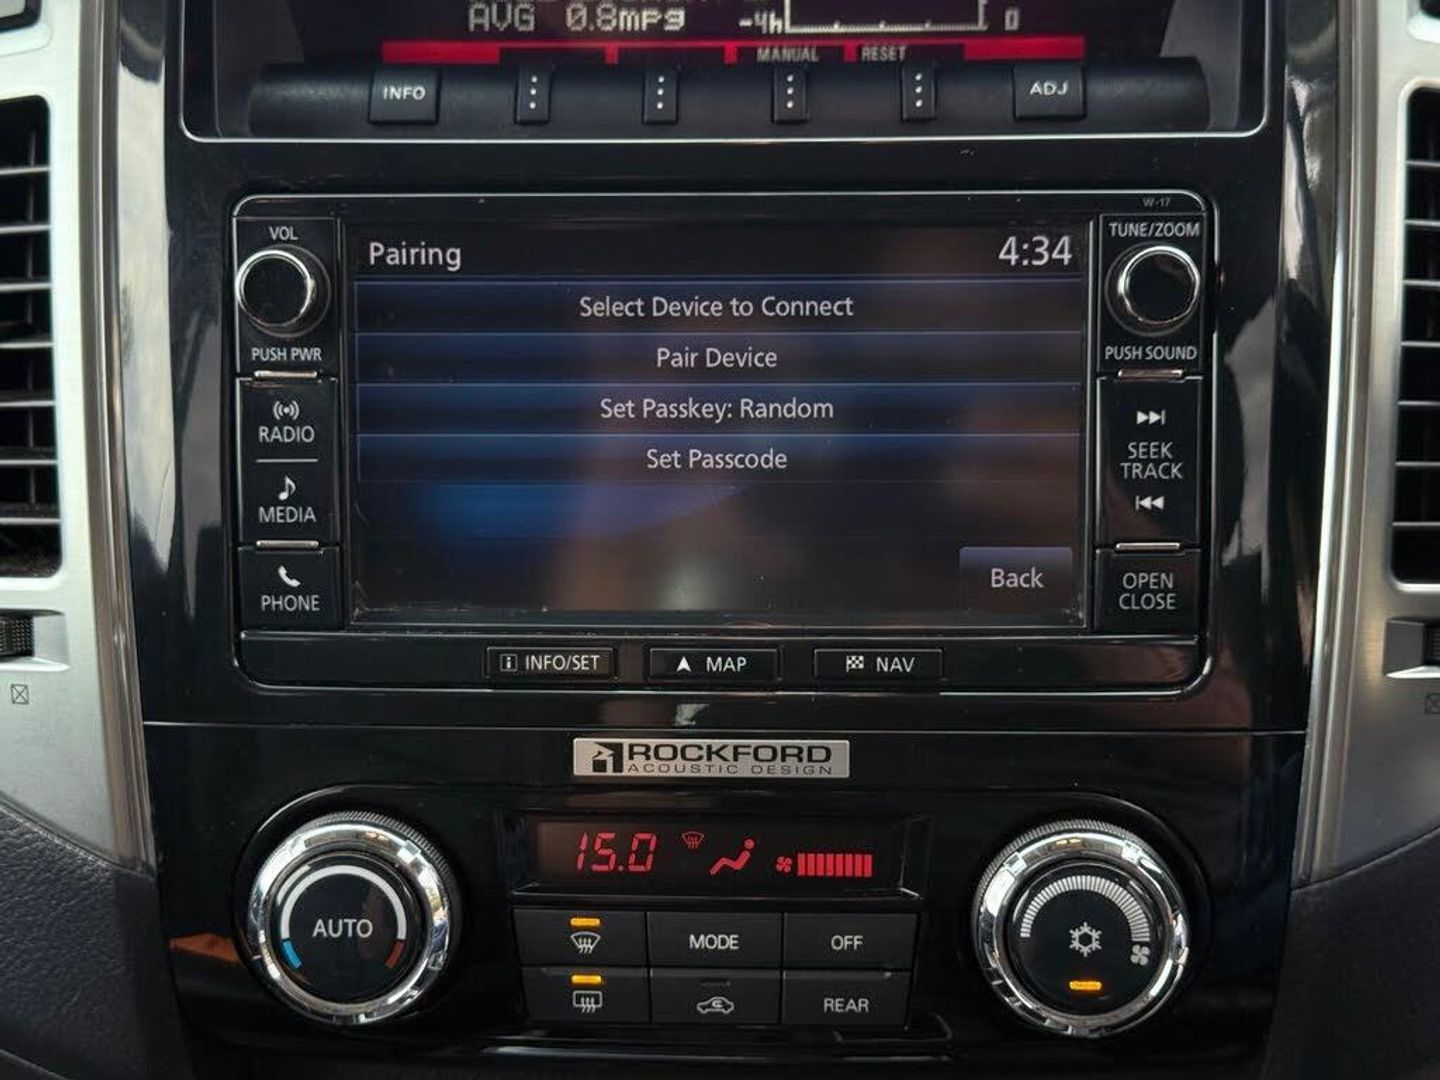 AVG 0.8mpg -4h 0
MANUAL RESET
INFO
ADJ
W-17
VOL
TUNE/ZOOM
Pairing 4:34
Select Device to Connect
PUSH PWR
Pair Device
PUSH SOUND
Set Passkey: Random
RADIO
Set Passcode
SEEK
TRACK
MEDIA
Back
PHONE
OPEN
CLOSE
i INFO/SET
MAP
NAV
ROCKFORD
ACOUSTIC DESIGN
15.0
AUTO
MODE
OFF
REAR